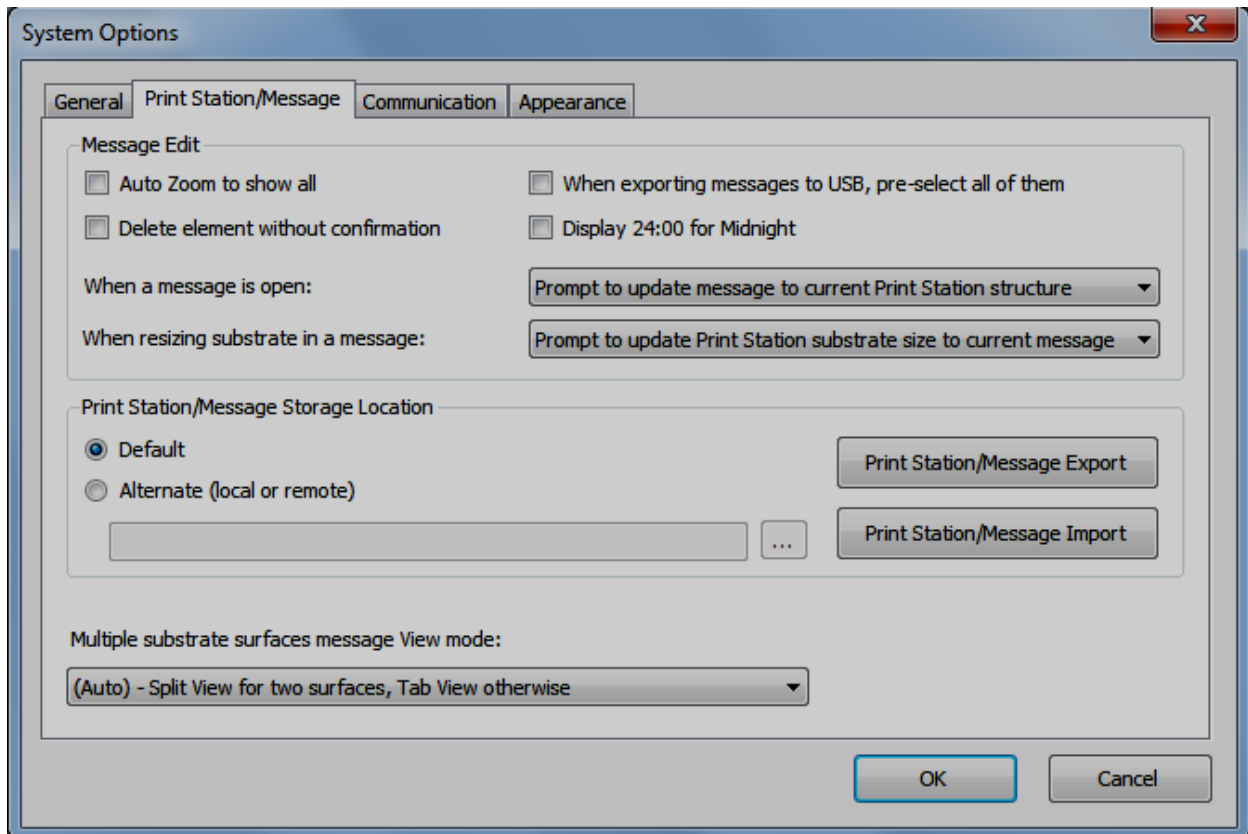 System Options
General
Print Station/Message
Communication
Appearance
Message Edit
Auto Zoom to show all
When exporting messages to USB, pre-select all of them
Delete element without confirmation
Display 24:00 for Midnight
When a message is open:
Prompt to update message to current Print Station structure
When resizing substrate in a message:
Prompt to update Print Station substrate size to current message
Print Station/Message Storage Location
Default
Print Station/Message Export
Alternate (local or remote)
...
Print Station/Message Import
Multiple substrate surfaces message View mode:
(Auto) - Split View for two surfaces, Tab View otherwise
OK
Cancel